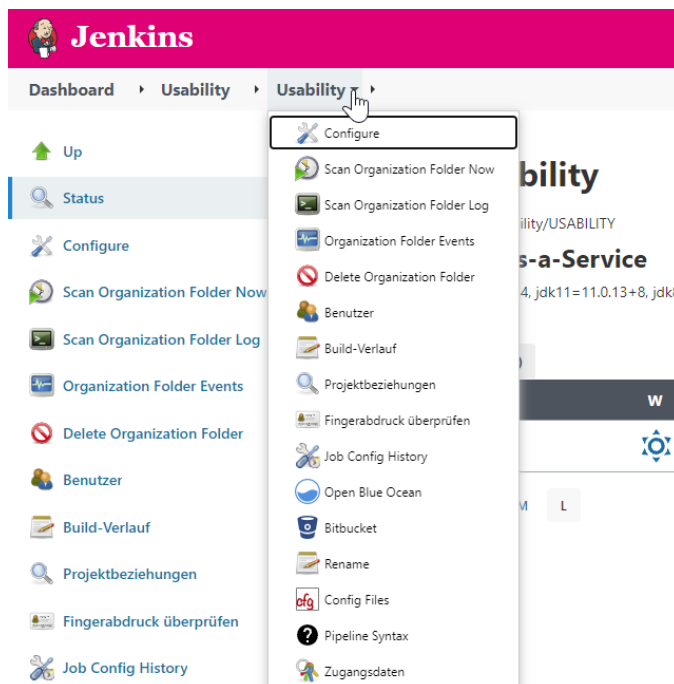 Jenkins
Dashboard Usability Usability
Up
Status
Configure
Scan Organization Folder Now
Scan Organization Folder Log
Organization Folder Events
Delete Organization Folder
Benutzer
Build-Verlauf
Projektbeziehungen
Fingerabdruck überprüfen
Job Config History
Configure
Scan Organization Folder Now
Scan Organization Folder Log
Organization Folder Events
Delete Organization Folder
Benutzer
Build-Verlauf
Projektbeziehungen
Fingerabdruck überprüfen
Job Config History
Open Blue Ocean
Bitbucket
Rename
cfg Config Files
Pipeline Syntax
Zugangsdaten
bility
ility/USABILITY
s-a-Service
4, jdk11=11.0.13+8, jdk
W
M L